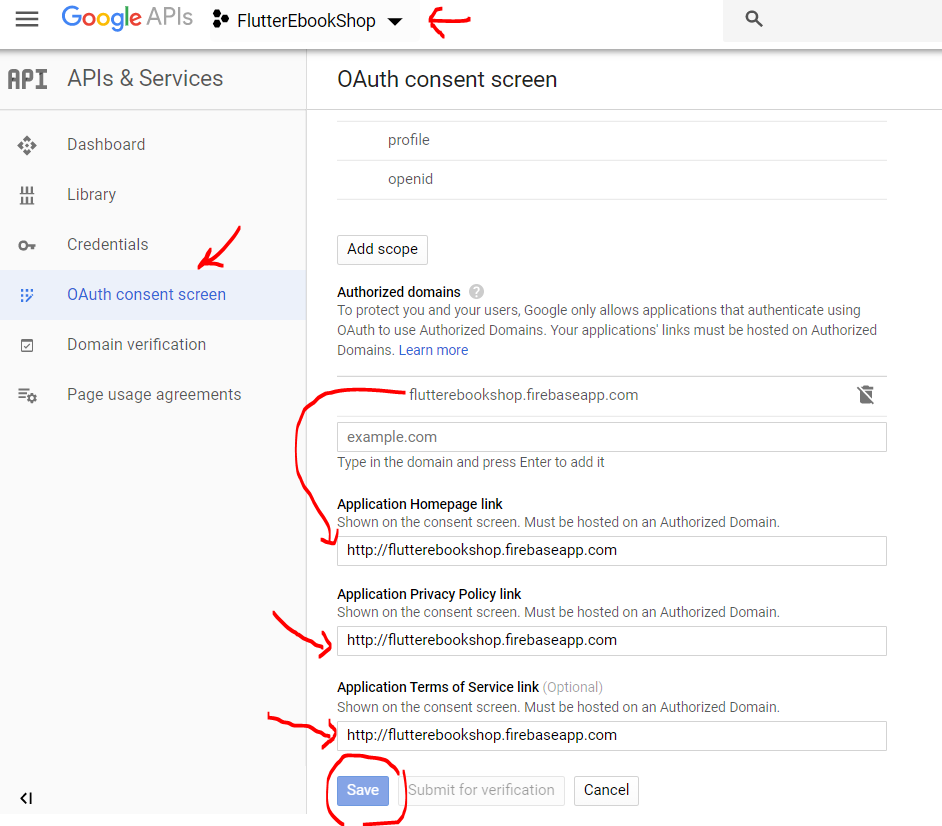 Google APIs FlutterEbookShop
API APIs & Services
OAuth consent screen
Dashboard
Library
Credentials
OAuth consent screen
Domain verification
Page usage agreements
profile
openid
Add scope
Authorized domains ?
To protect you and your users, Google only allows applications that authenticate using
OAuth to use Authorized Domains. Your applications' links must be hosted on Authorized
Domains. Learn more
flutterebookshop.firebaseapp.com
example.com
Type in the domain and press Enter to add it
Application Homepage link
Shown on the consent screen. Must be hosted on an Authorized Domain.
http://flutterebookshop.firebaseapp.com
Application Privacy Policy link
Shown on the consent screen. Must be hosted on an Authorized Domain.
http://flutterebookshop.firebaseapp.com
Application Terms of Service link (Optional)
Shown on the consent screen. Must be hosted on an Authorized Domain.
http://flutterebookshop.firebaseapp.com
Save Submit for verification Cancel